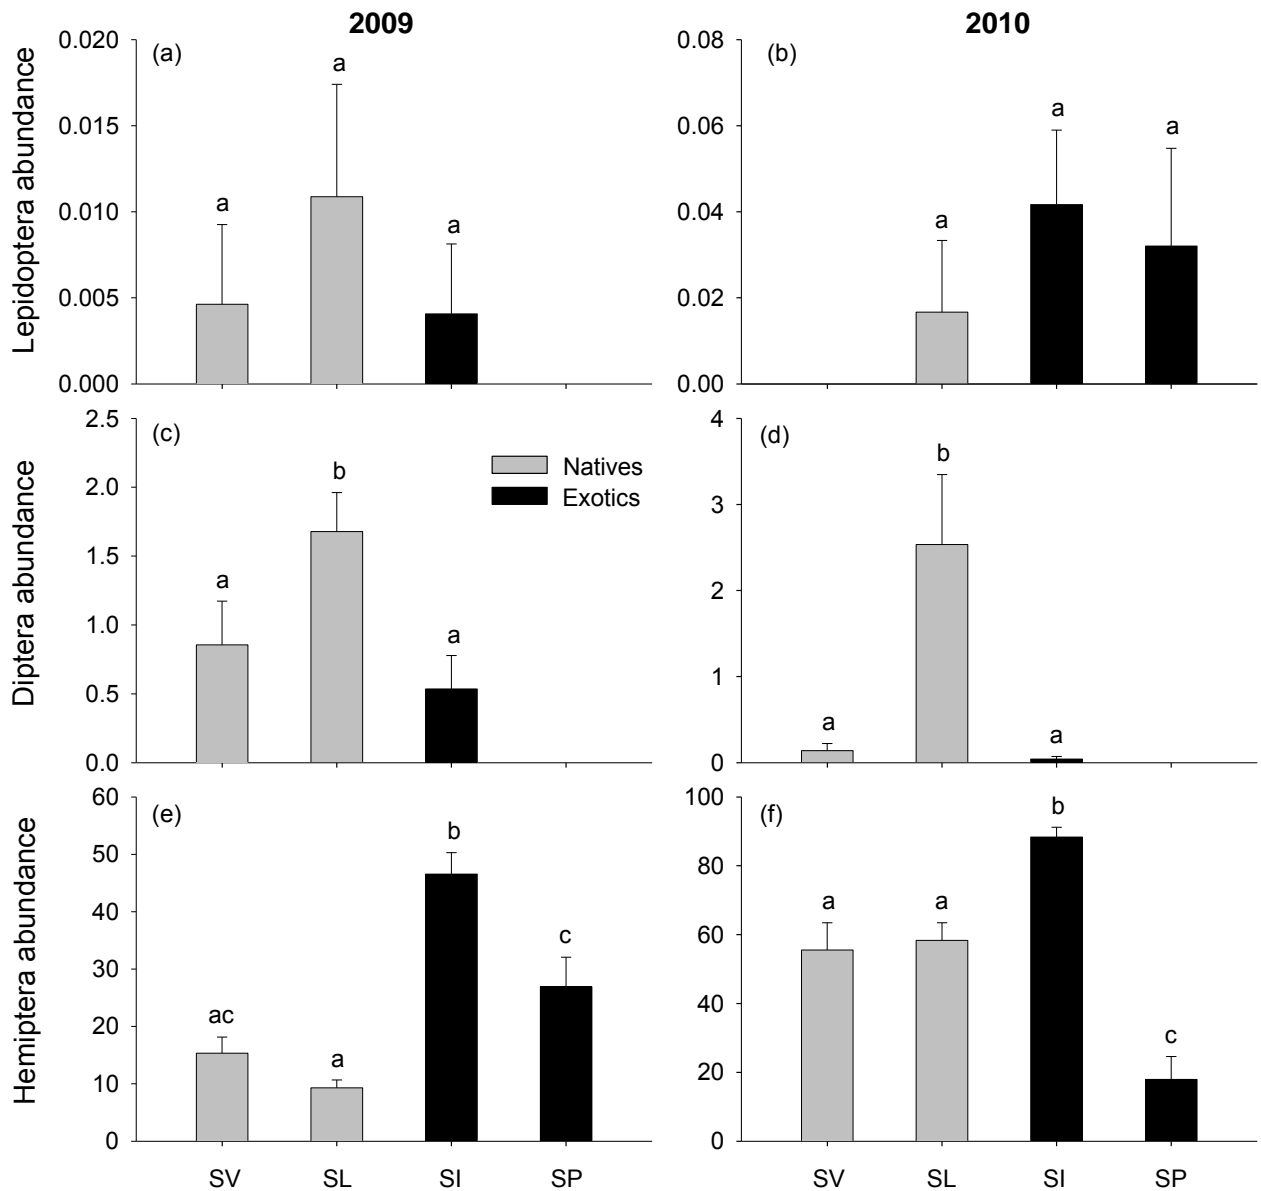 2009
2010
Lepidoptera abundance
0.020
0.015
0.010
0.005
0.000
(a)
a
a
a
0.08
0.06
0.04
0.02
0.00
(b)
a
a
a
Diptera abundance
2.5
2.0
1.5
1.0
0.5
0.0
(c)
a
b
a
Natives
Exotics
4
3
2
1
0
(d)
a
b
a
Hemiptera abundance
60
50
40
30
20
10
0
(e)
ac
a
b
c
100
80
60
40
20
0
(f)
a
a
b
c
SV SL SI SP
SV SL SI SP